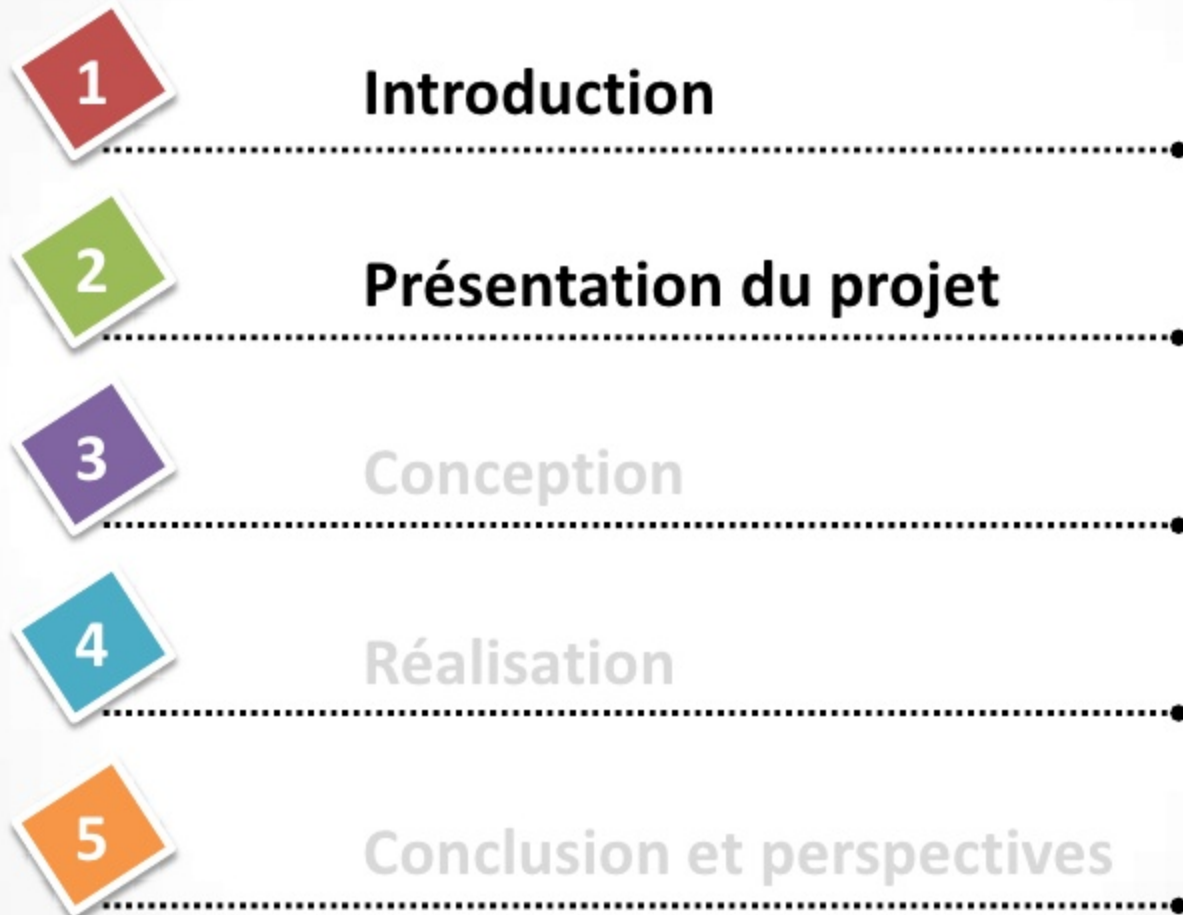 1 Introduction
2 Présentation du projet
3 Conception
4 Réalisation
5 Conclusion et perspectives